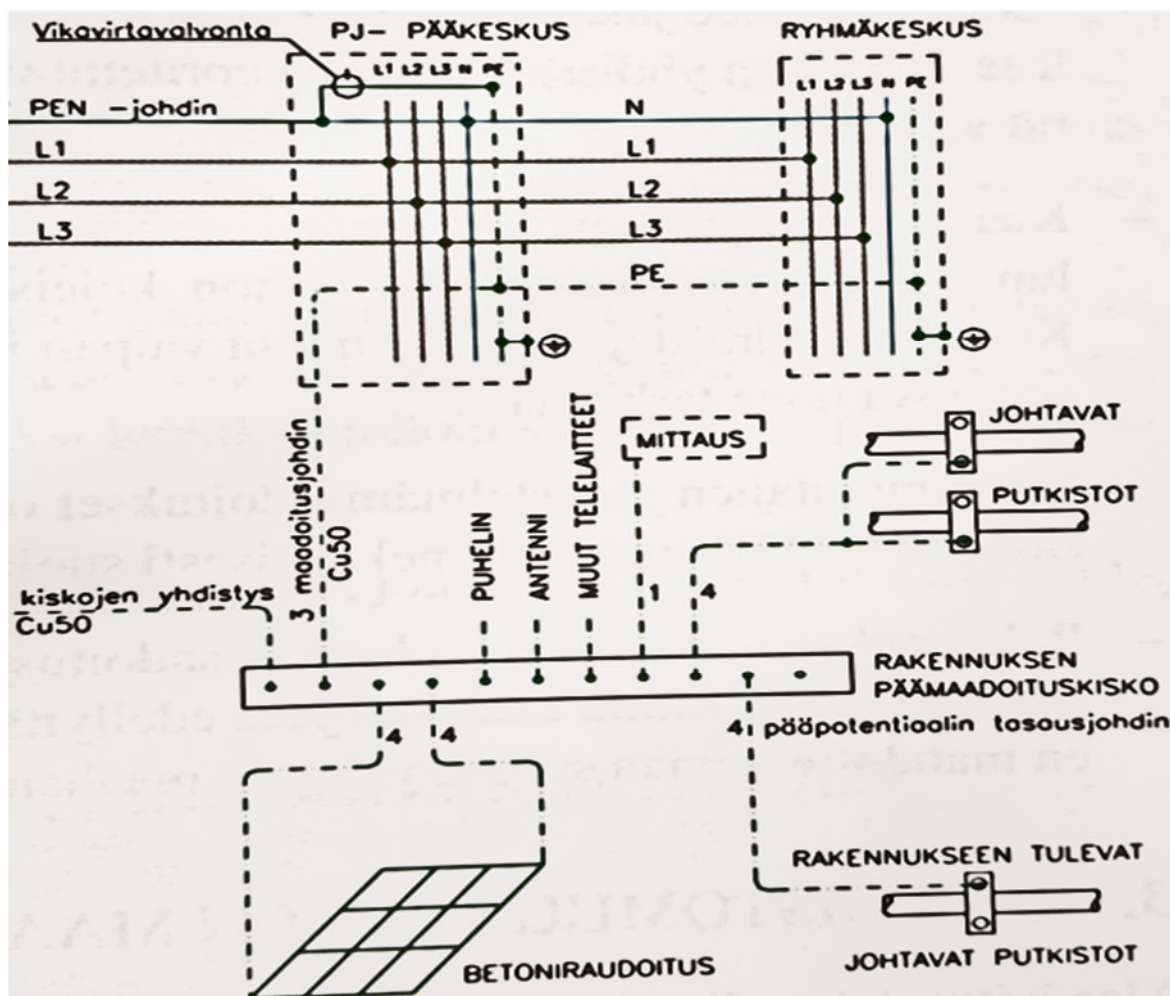 Vikavirtavalvonta
PJ- PÄÄKESKUS
RYHMÄKESKUS
L1 L2 L3 N PE
L1 L2 L3 N PE
PEN -johdin
N
L1
L1
L2
L2
L3
L3
PE
3 maadoitusjohdin
Cu50
PUHELIN
ANTENNI
MUUT TELELAITTEET
MITTAUS
JOHTAVAT
PUTKISTOT
1
4
kiskojen yhdistys
Cu50
RAKENNUKSEN
PÄÄMAADOITUSKISKO
4
4
4 pääpotentiaalin tasausjohdin
RAKENNUKSEEN TULEVAT
JOHTAVAT PUTKISTOT
BETONIRAUDOITUS